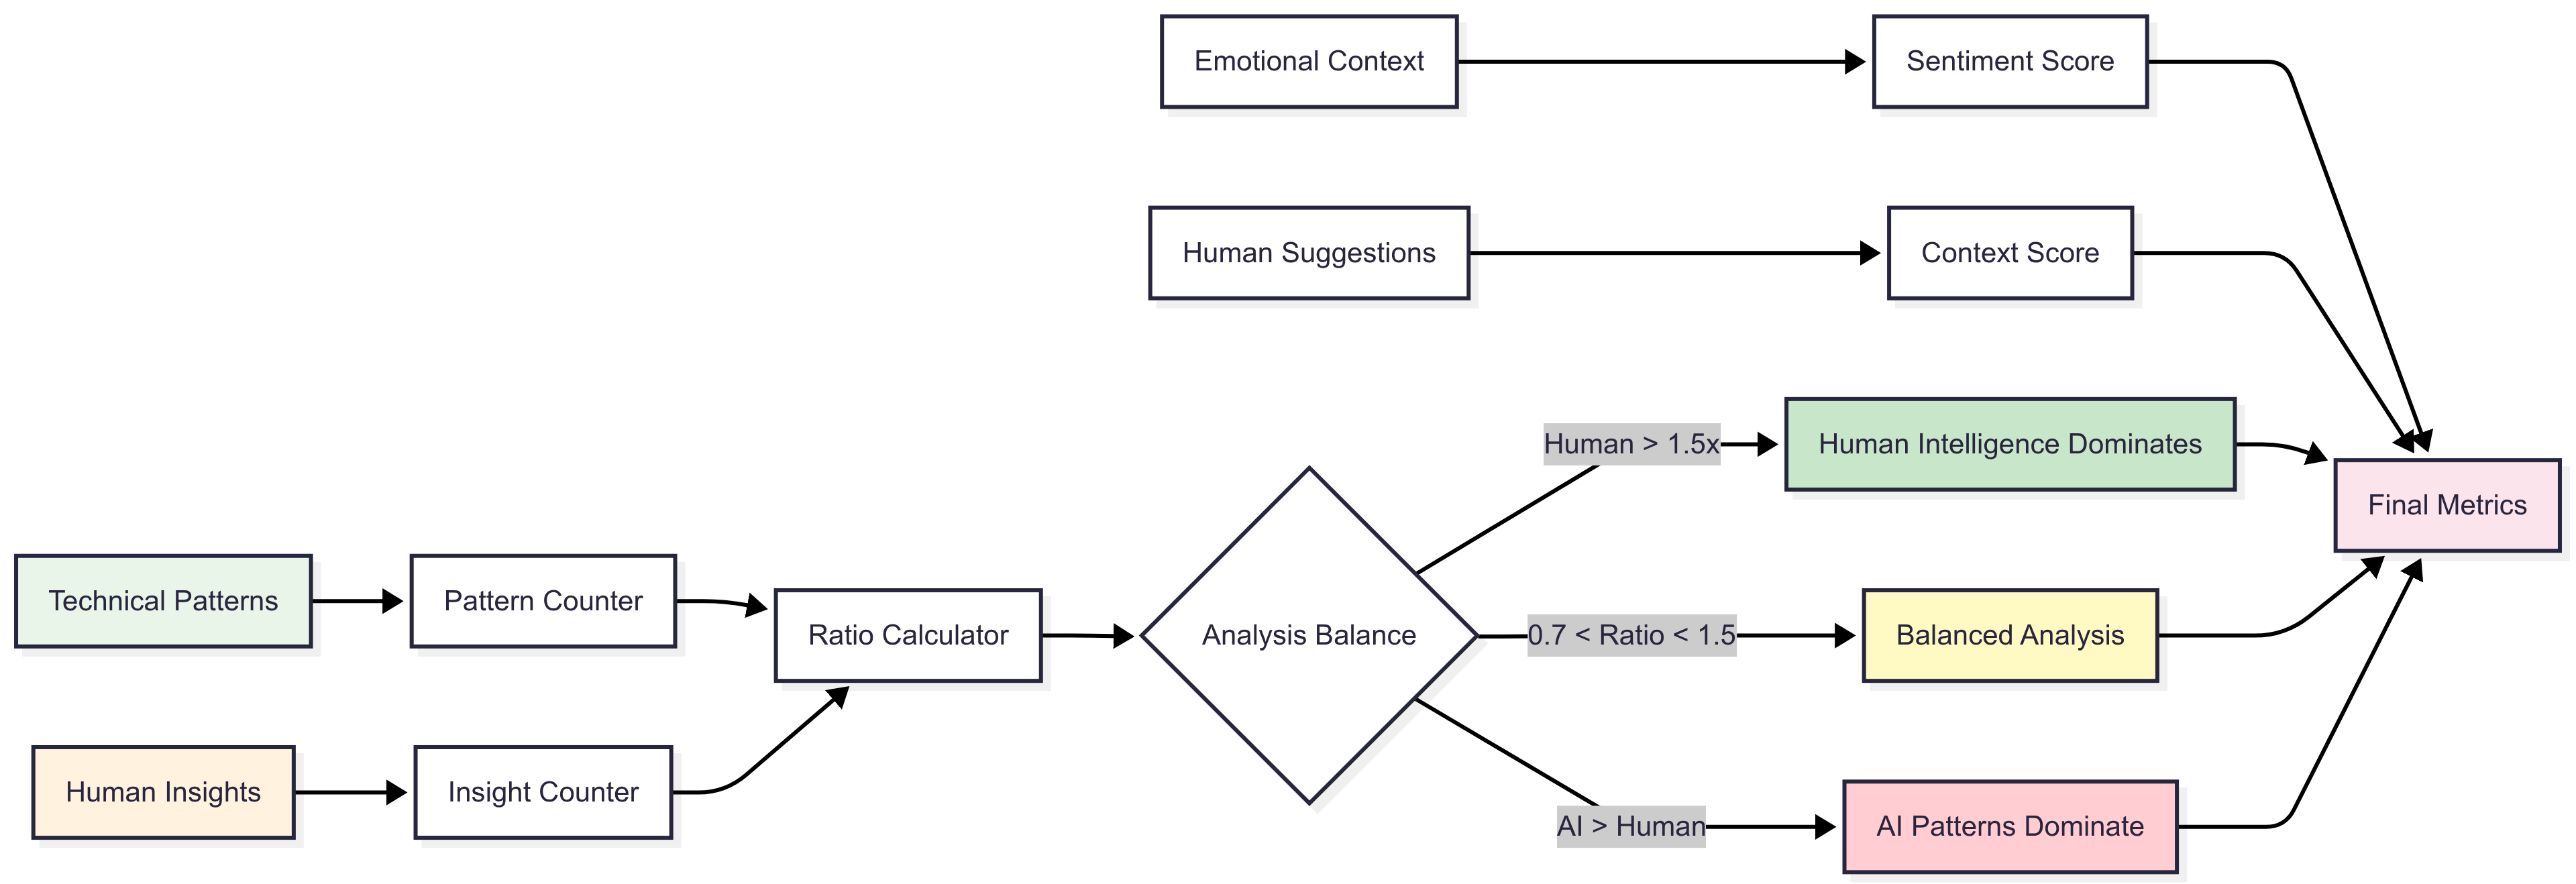 Emotional Context
Sentiment Score
Human Suggestions
Context Score
Human > 1.5x
Human Intelligence Dominates
Final Metrics
Technical Patterns
Pattern Counter
Ratio Calculator
Analysis Balance
0.7 < Ratio < 1.5
Balanced Analysis
Human Insights
Insight Counter
AI > Human
AI Patterns Dominate